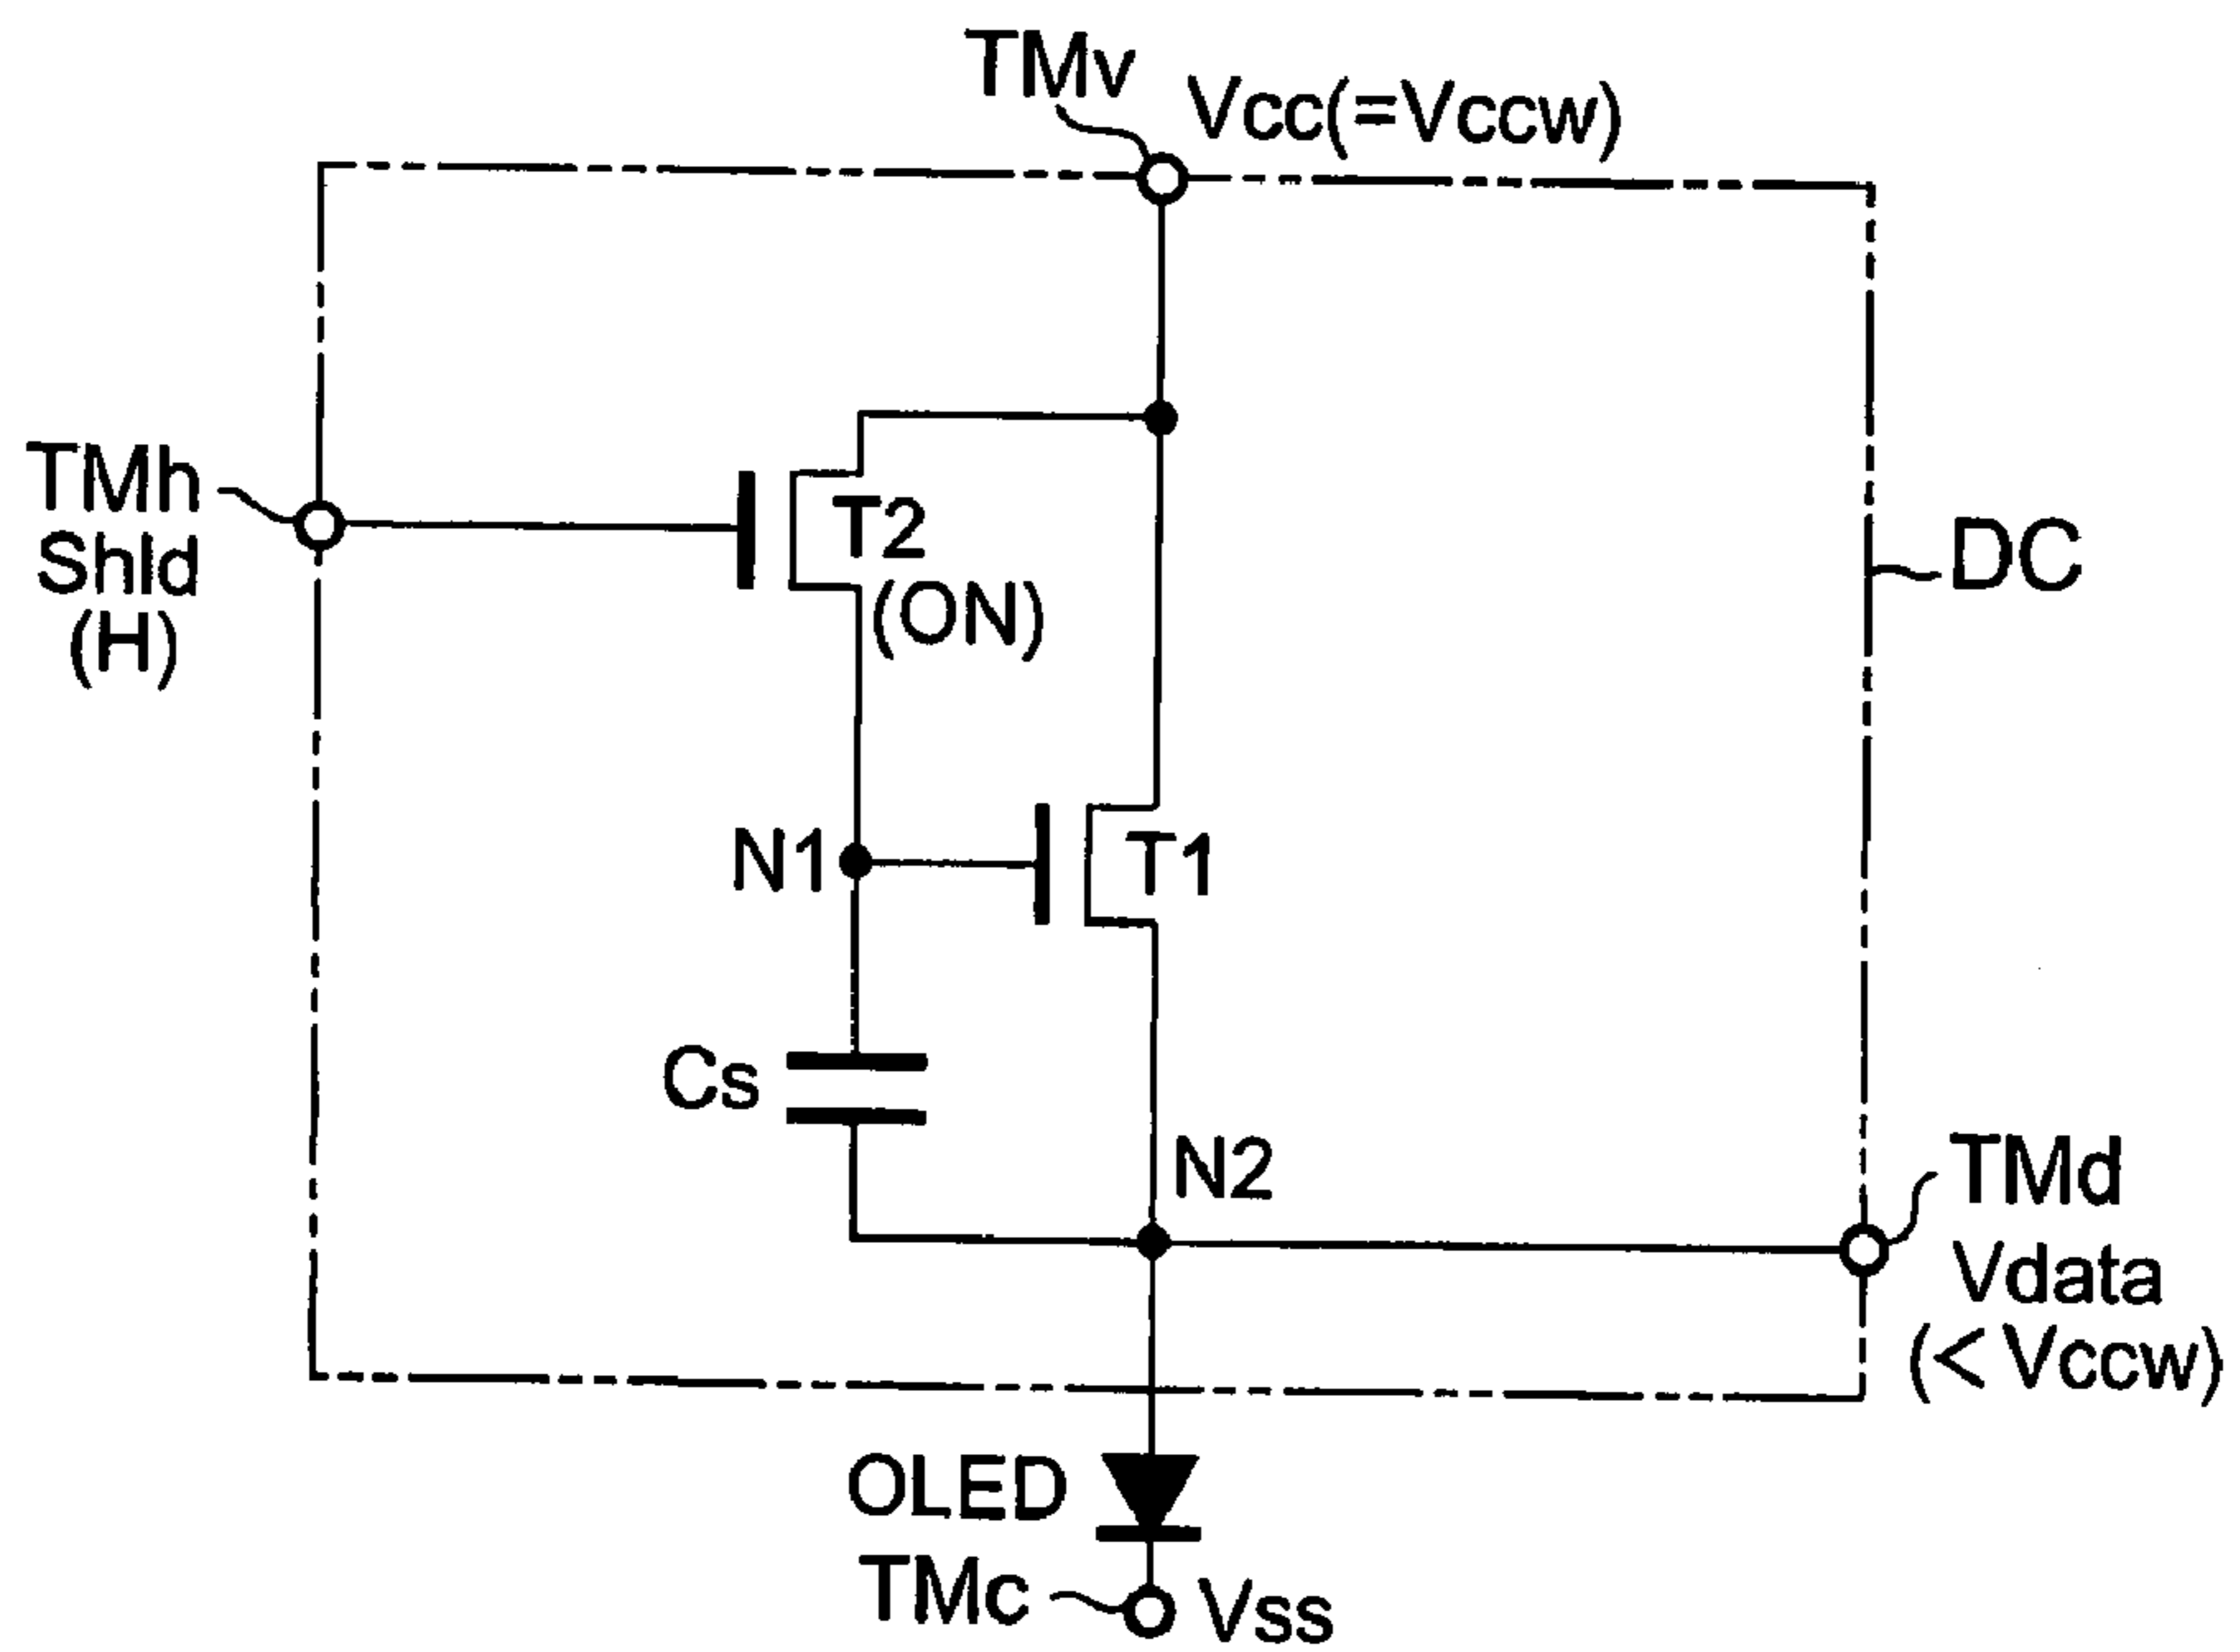 TMv
Vcc(=Vccw)
TMh
Shld
(H)
T2
(ON)
DC
N1
T1
Cs
N2
TMd
Vdata
(< Vccw)
OLED
TMc
Vss